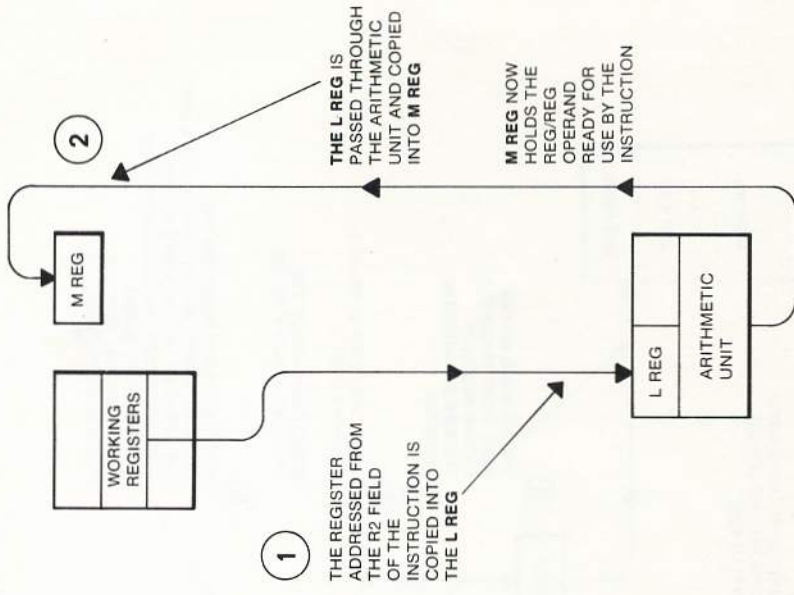 1
THE REGISTER
ADDRESSED FROM
THE R2 FIELD
OF THE
INSTRUCTION IS
COPIED INTO
THE L REG
WORKING
REGISTERS
M REG
2
THE L REG IS
PASSED THROUGH
THE ARITHMETIC
UNIT AND COPIED
INTO M REG
L REG
ARITHMETIC
UNIT
M REG NOW
HOLDS THE
REG/REG
OPERAND
READY FOR
USE BY THE
INSTRUCTION